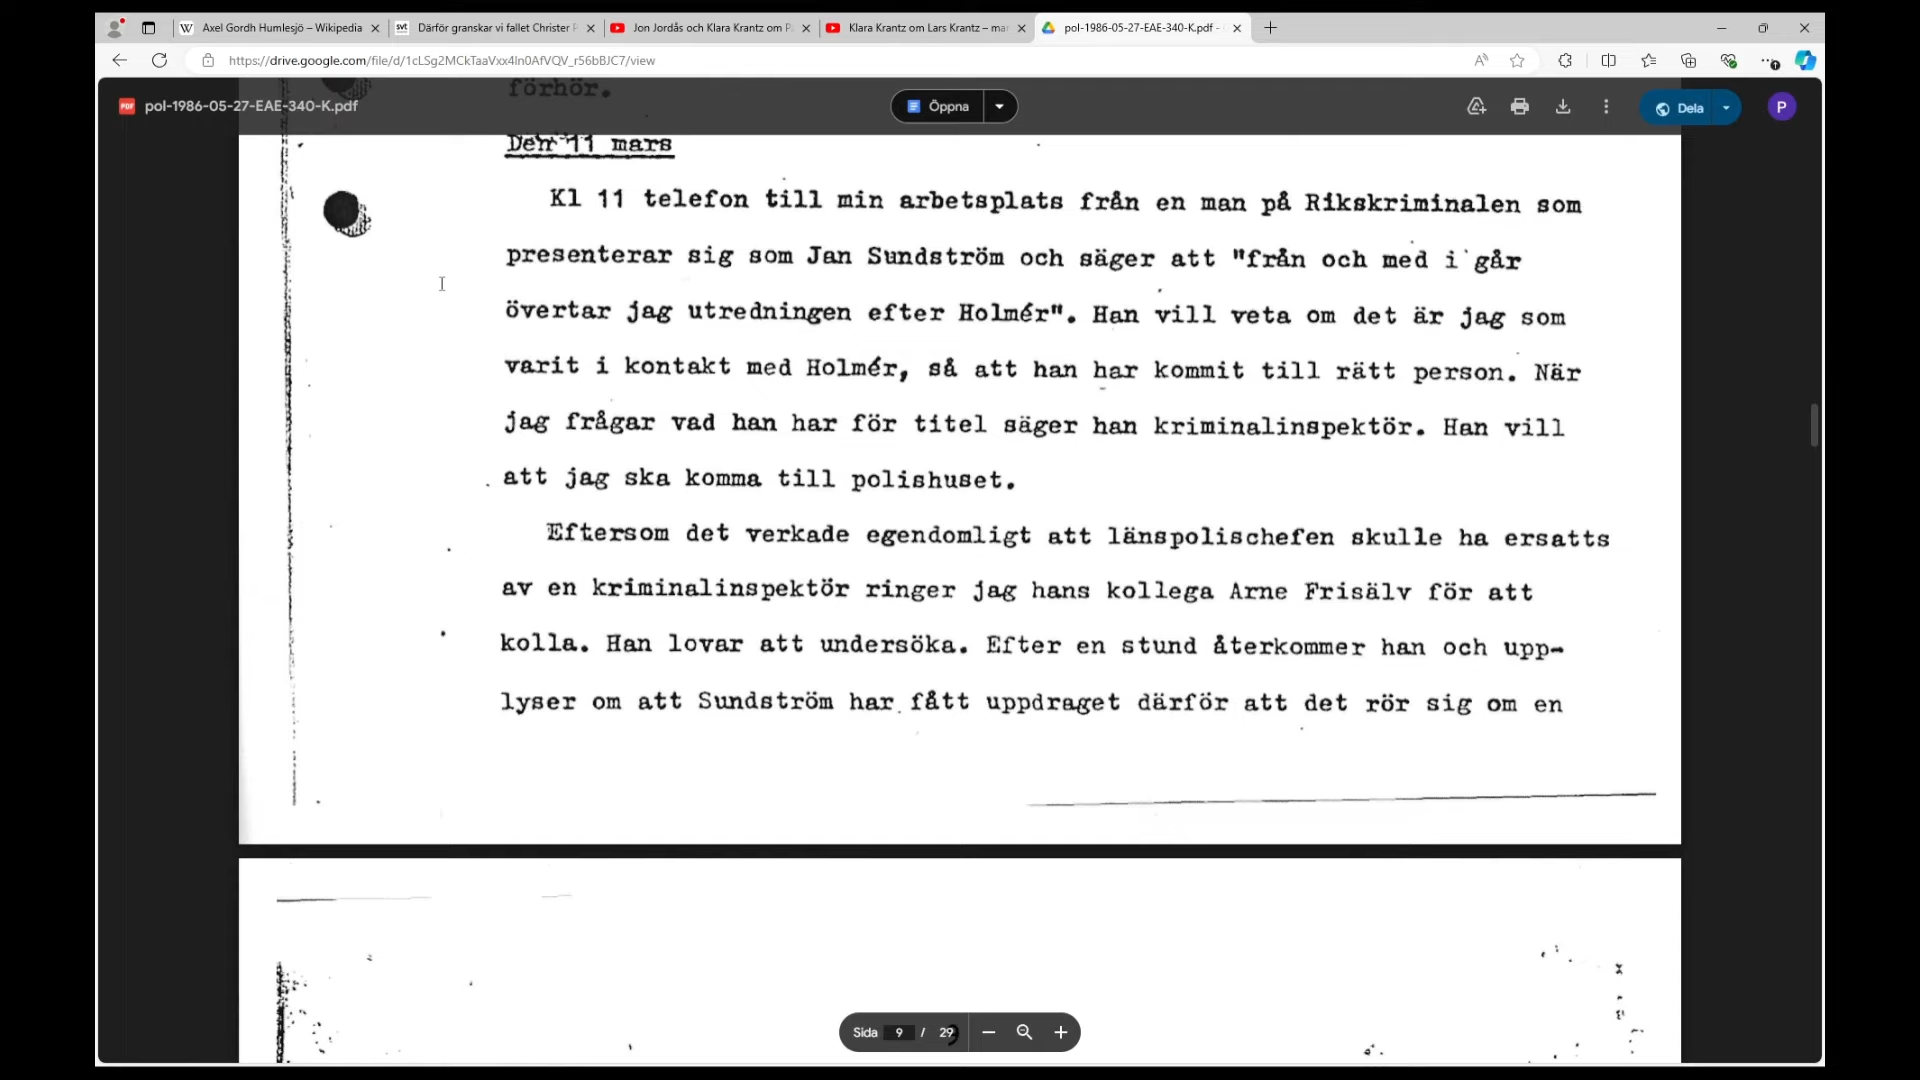 Axel Gordh Humlesjö – Wikipedia
svt Därför granskar vi fallet Christer P
Jon Jordås och Klara Krantz om P
Klara Krantz om Lars Krantz – ma
pol-1986-05-27-EAE-340-K.pdf -
https://drive.google.com/file/d/1cLSg2MCkTaaVxx4ln0AfVQV_r56bBJC7/view
PDF pol-1986-05-27-EAE-340-K.pdf
Öppna
Dela
P
förhör.
Den 11 mars
Kl 11 telefon till min arbetsplats från en man på Rikskriminalen som
presenterar sig som Jan Sundström och säger att "från och med i går
övertar jag utredningen efter Holmér". Han vill veta om det är jag som
varit i kontakt med Holmér, så att han har kommit till rätt person. När
jag frågar vad han har för titel säger han kriminalinspektör. Han vill
att jag ska komma till polishuset.
Eftersom det verkade egendomligt att länspolischefen skulle ha ersatts
av en kriminalinspektör ringer jag hans kollega Arne Frisälv för att
kolla. Han lovar att undersöka. Efter en stund återkommer han och upp-
lyser om att Sundström har fått uppdraget därför att det rör sig om en
Sida 9 / 29